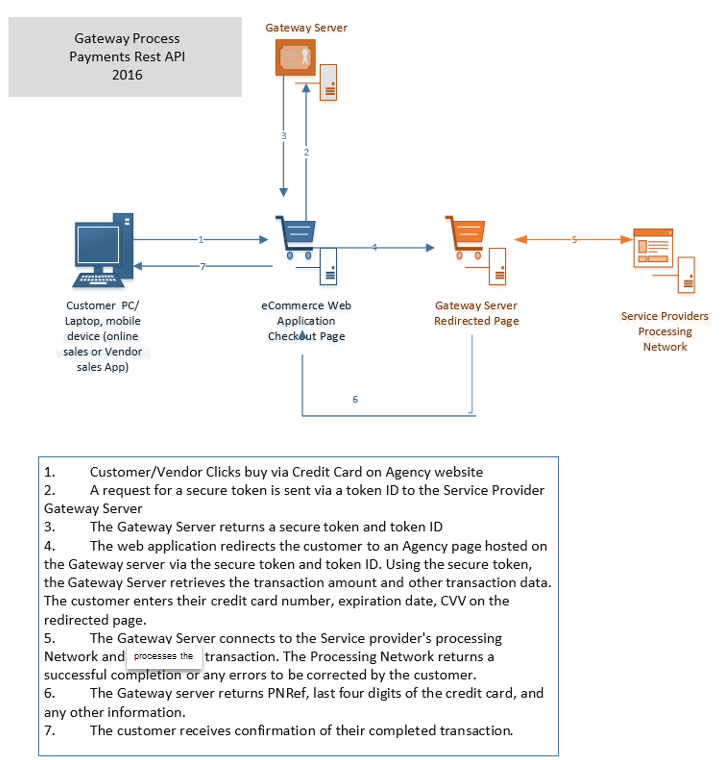 Gateway Process
Payments Rest API
2016
Gateway Server
3
2
1
7
4
5
Customer PC/
Laptop, mobile
device (online
sales or Vendor
sales App)
eCommerce Web
Application
Checkout Page
Gateway Server
Redirected Page
Service Providers
Processing
Network
6
1. Customer/Vendor Clicks buy via Credit Card on Agency website
2. A request for a secure token is sent via a token ID to the Service Provider
Gateway Server
3. The Gateway Server returns a secure token and token ID
4. The web application redirects the customer to an Agency page hosted on
the Gateway server via the secure token and token ID. Using the secure token,
the Gateway Server retrieves the transaction amount and other transaction data.
The customer enters their credit card number, expiration date, CVV on the
redirected page.
5. The Gateway Server connects to the Service provider's processing
Network and processes the transaction. The Processing Network returns a
successful completion or any errors to be corrected by the customer.
6. The Gateway server returns PNRef, last four digits of the credit card, and
any other information.
7. The customer receives confirmation of their completed transaction.